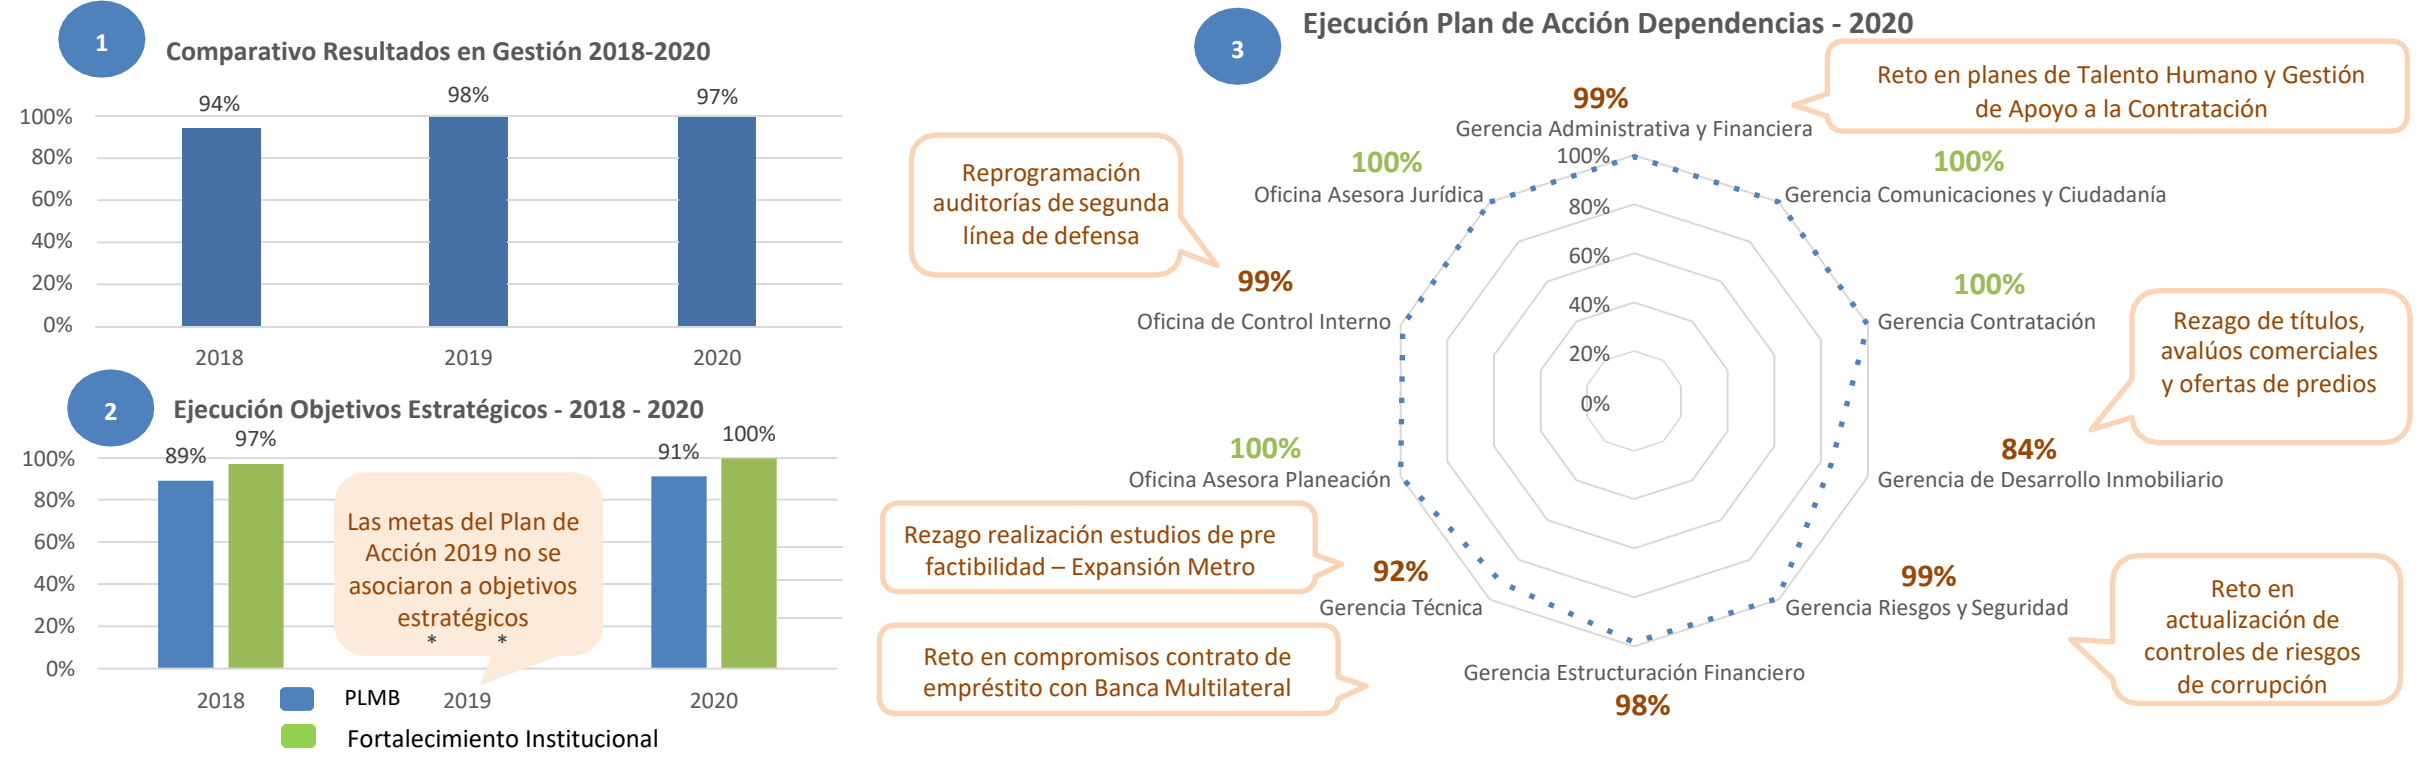 1
Comparativo Resultados en Gestión 2018-2020
94%
98%
97%
100%
80%
60%
40%
20%
0%
2018
2019
2020
2
Ejecución Objetivos Estratégicos - 2018 - 2020
89%
97%
91%
100%
100%
80%
60%
40%
20%
0%
Las metas del Plan de
Acción 2019 no se
asociaron a objetivos
estratégicos
* *
2018
2019
2020
PLMB
Fortalecimiento Institucional
3
Ejecución Plan de Acción Dependencias - 2020
Reto en planes de Talento Humano y Gestión
de Apoyo a la Contratación
99%
Gerencia Administrativa y Financiera
100%
Gerencia Comunicaciones y Ciudadanía
100%
Gerencia Contratación
Rezago de títulos,
avalúos comerciales
y ofertas de predios
84%
Gerencia de Desarrollo Inmobiliario
99%
Gerencia Riesgos y Seguridad
Reto en
actualización de
controles de riesgos
de corrupción
Gerencia Estructuración Financiero
98%
Reto en compromisos contrato de
empréstito con Banca Multilateral
92%
Gerencia Técnica
Rezago realización estudios de pre
factibilidad – Expansión Metro
100%
Oficina Asesora Planeación
99%
Oficina de Control Interno
Reprogramación
auditorías de segunda
línea de defensa
100%
Oficina Asesora Jurídica
100%
80%
60%
40%
20%
0%